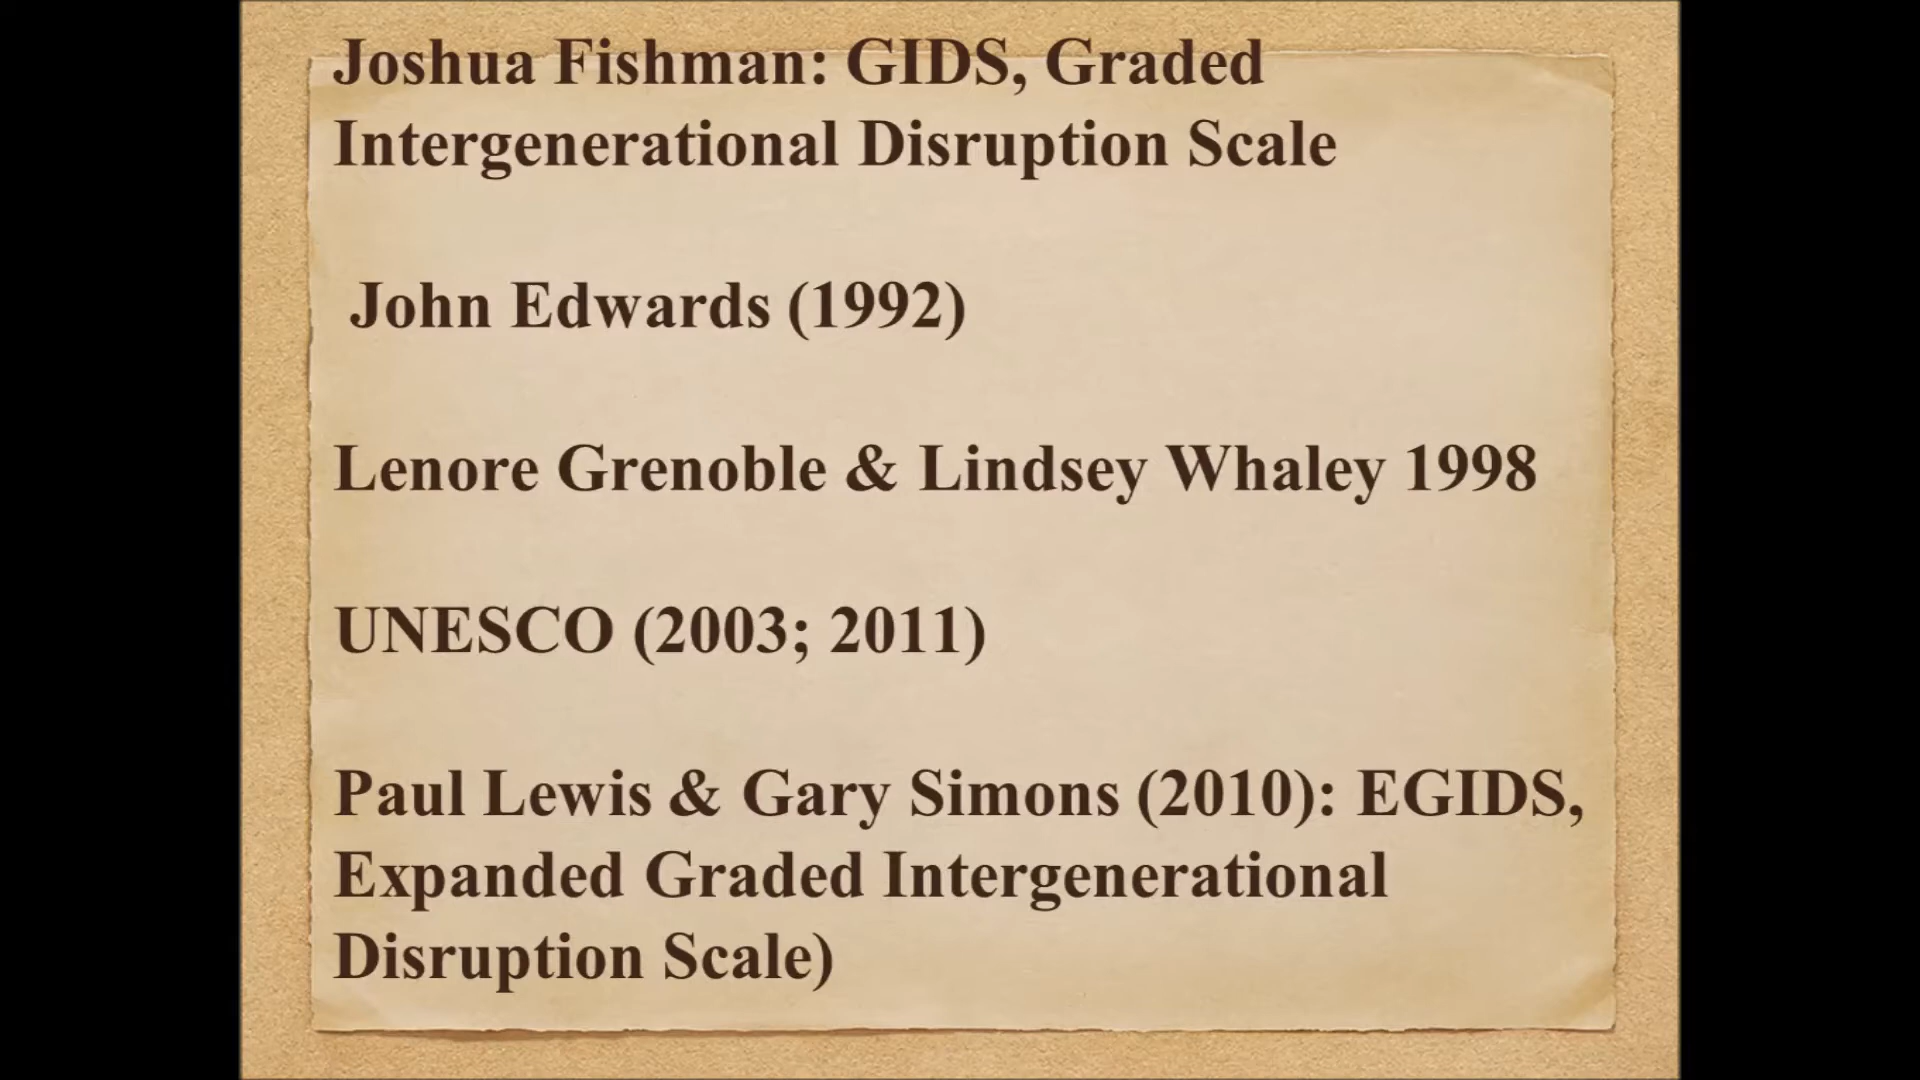 Joshua Fishman: GIDS, Graded
Intergenerational Disruption Scale
John Edwards (1992)
Lenore Grenoble & Lindsey Whaley 1998
UNESCO (2003; 2011)
Paul Lewis & Gary Simons (2010): EGIDS,
Expanded Graded Intergenerational
Disruption Scale)